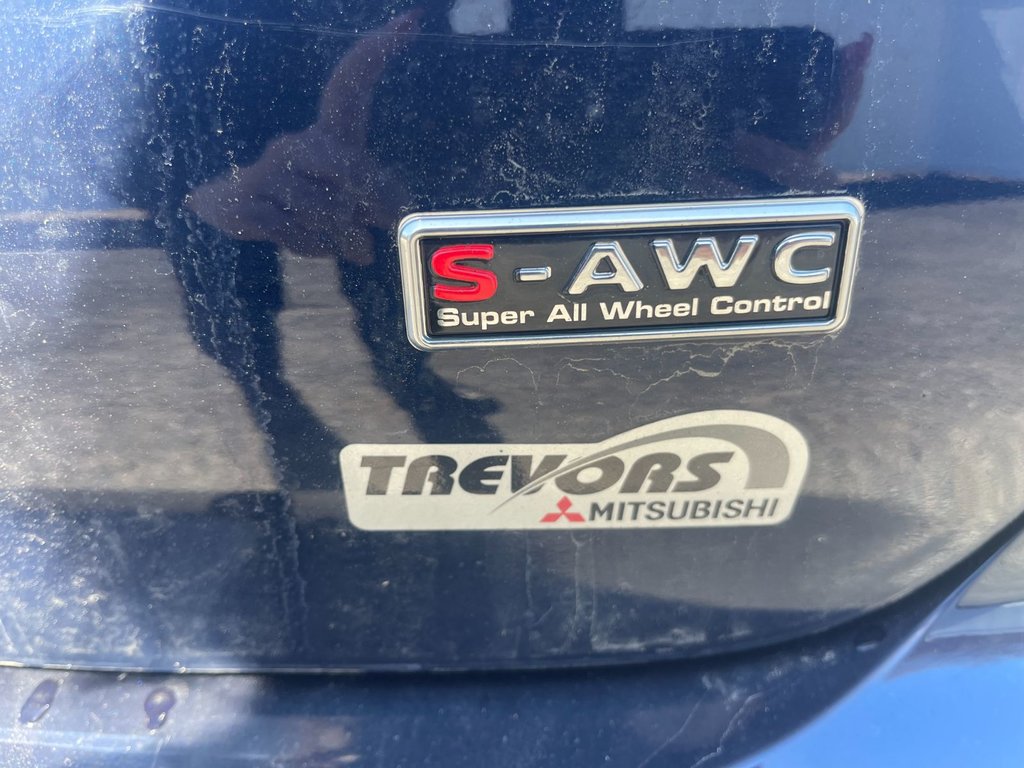 S-AWC
Super All Wheel Control
TREVORS
MITSUBISHI